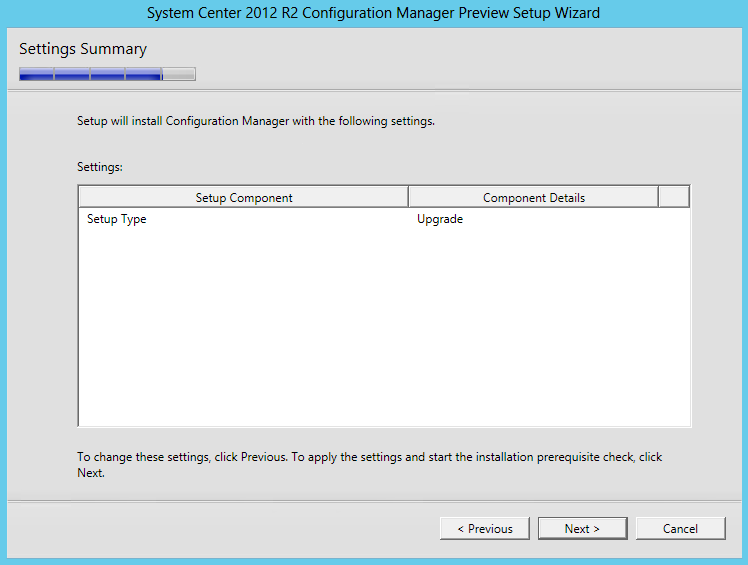 System Center 2012 R2 Configuration Manager Preview Setup Wizard
Settings Summary
Setup will install Configuration Manager with the following settings.
Settings:
Setup Component Component Details
Setup Type Upgrade
To change these settings, click Previous. To apply the settings and start the installation prerequisite check, click
Next.
< Previous Next > Cancel